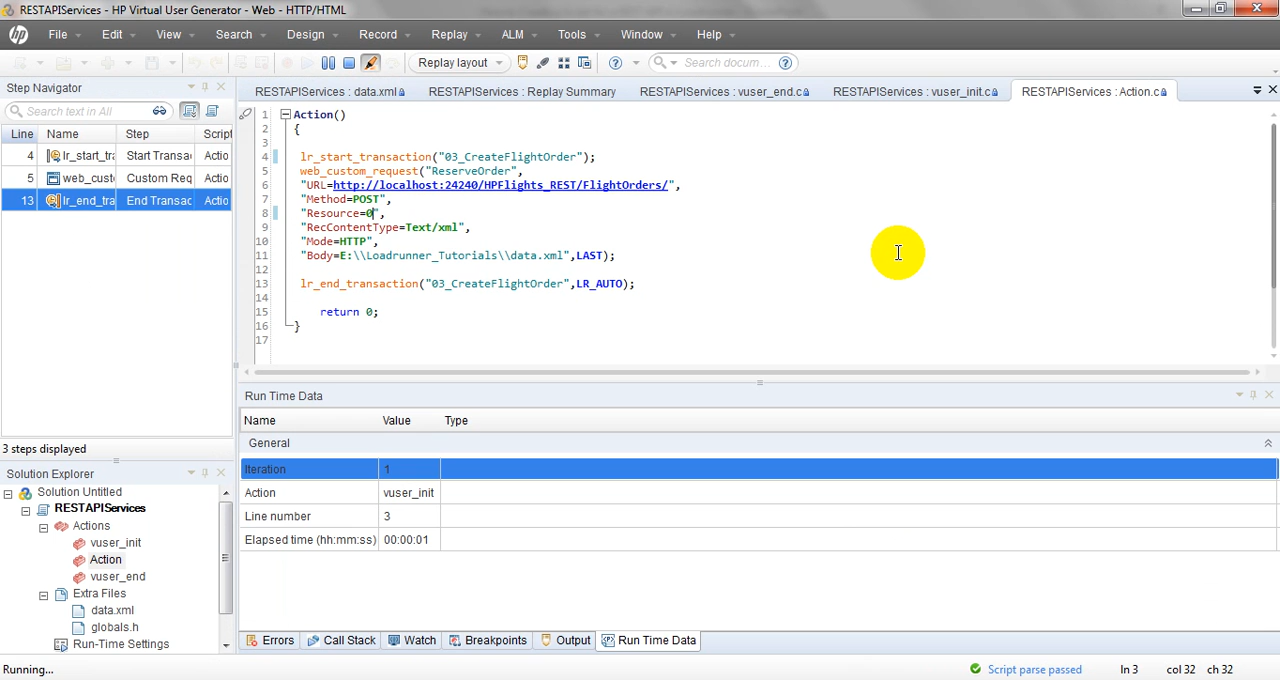 RESTAPIServices - HP Virtual User Generator - Web - HTTP/HTML
hp File Edit View Search Design Record Replay ALM Tools Window Help
Replay layout Search docum...
Step Navigator
RESTAPIServices : data.xml RESTAPIServices : Replay Summary RESTAPIServices : vuser_end.c RESTAPIServices : vuser_init.c RESTAPIServices : Action.c
Search text in All
Line Name Step Script
4 lr_start_tra Start Transa Actio
5 web_cust Custom Req Actio
13 lr_end_tra End Transac Actio
3 steps displayed
1 Action()
2 {
3
4 lr_start_transaction("03_CreateFlightOrder");
5 web_custom_request("ReserveOrder",
6 "URL=http://localhost:24240/HPFlights_REST/FlightOrders/",
7 "Method=POST",
8 "Resource=0",
9 "RecContentType=Text/xml",
10 "Mode=HTTP",
11 "Body=E:\\Loadrunner_Tutorials\\data.xml",LAST);
12
13 lr_end_transaction("03_CreateFlightOrder",LR_AUTO);
14
15 return 0;
16 }
17
Solution Explorer
Solution Untitled
RESTAPIServices
Actions
vuser_init
Action
vuser_end
Extra Files
data.xml
globals.h
Run-Time Settings
Run Time Data
Name Value Type
General
Iteration 1
Action vuser_init
Line number 3
Elapsed time (hh:mm:ss) 00:00:01
Errors Call Stack Watch Breakpoints Output Run Time Data
Running... Script parse passed ln 3 col 32 ch 32